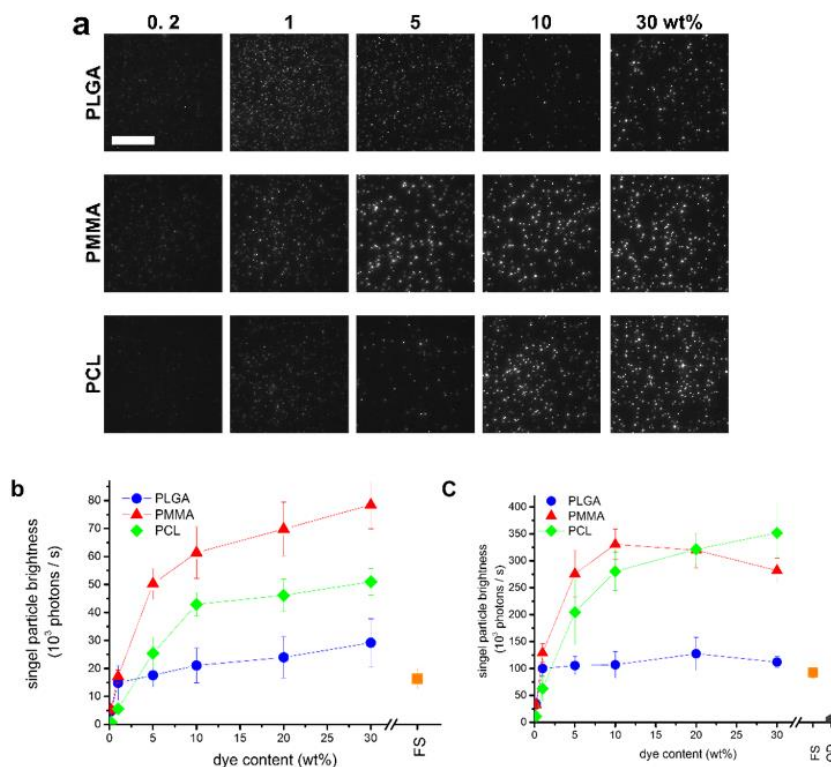 a
0. 2 1 5 10 30 wt%
PLGA
PMMA
PCL
b
PLGA
PMMA
PCL
singel particle brightness
(10³ photons / s)
80
70
60
50
40
30
20
10
0
0 5 10 15 20 25 30
FS
dye content (wt%)
C
PLGA
PMMA
PCL
singel particle brightness
(10³ photons / s)
350
300
250
200
150
100
50
0
0 5 10 15 20 25 30
FS
dye content (wt%)